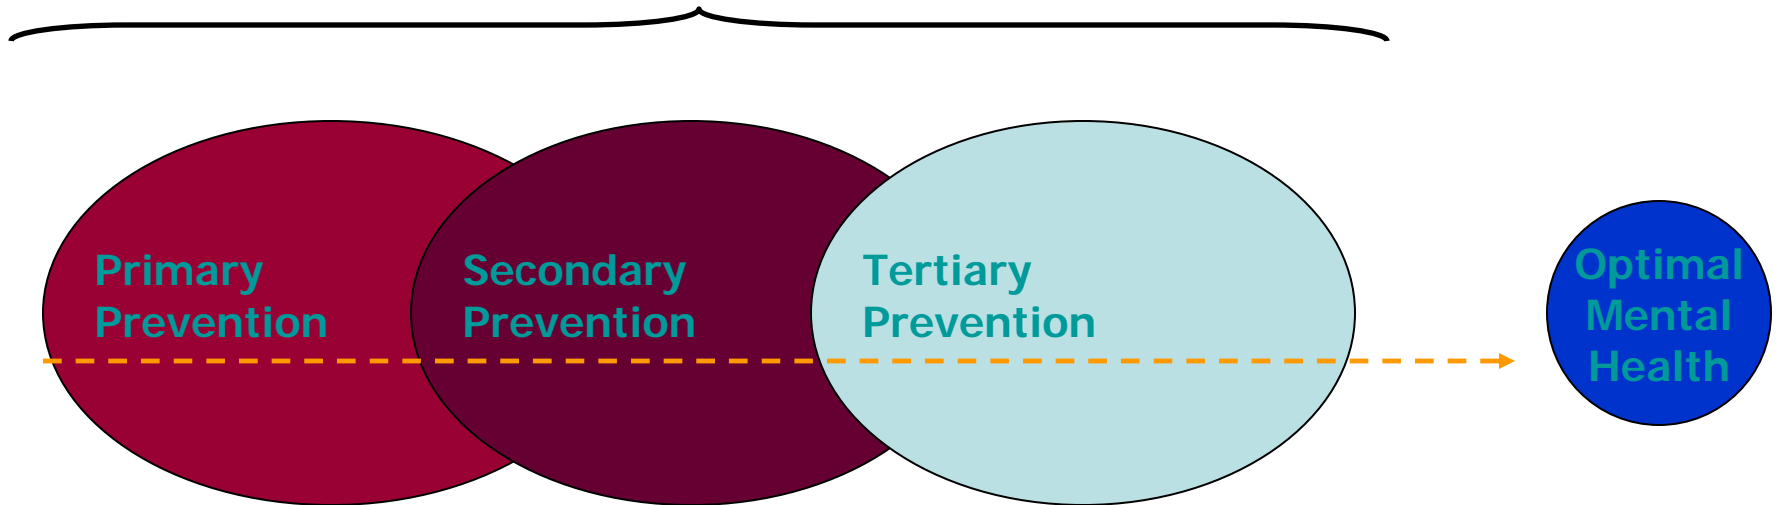 Primary
Prevention
Secondary
Prevention
Tertiary
Prevention
Optimal
Mental
Health